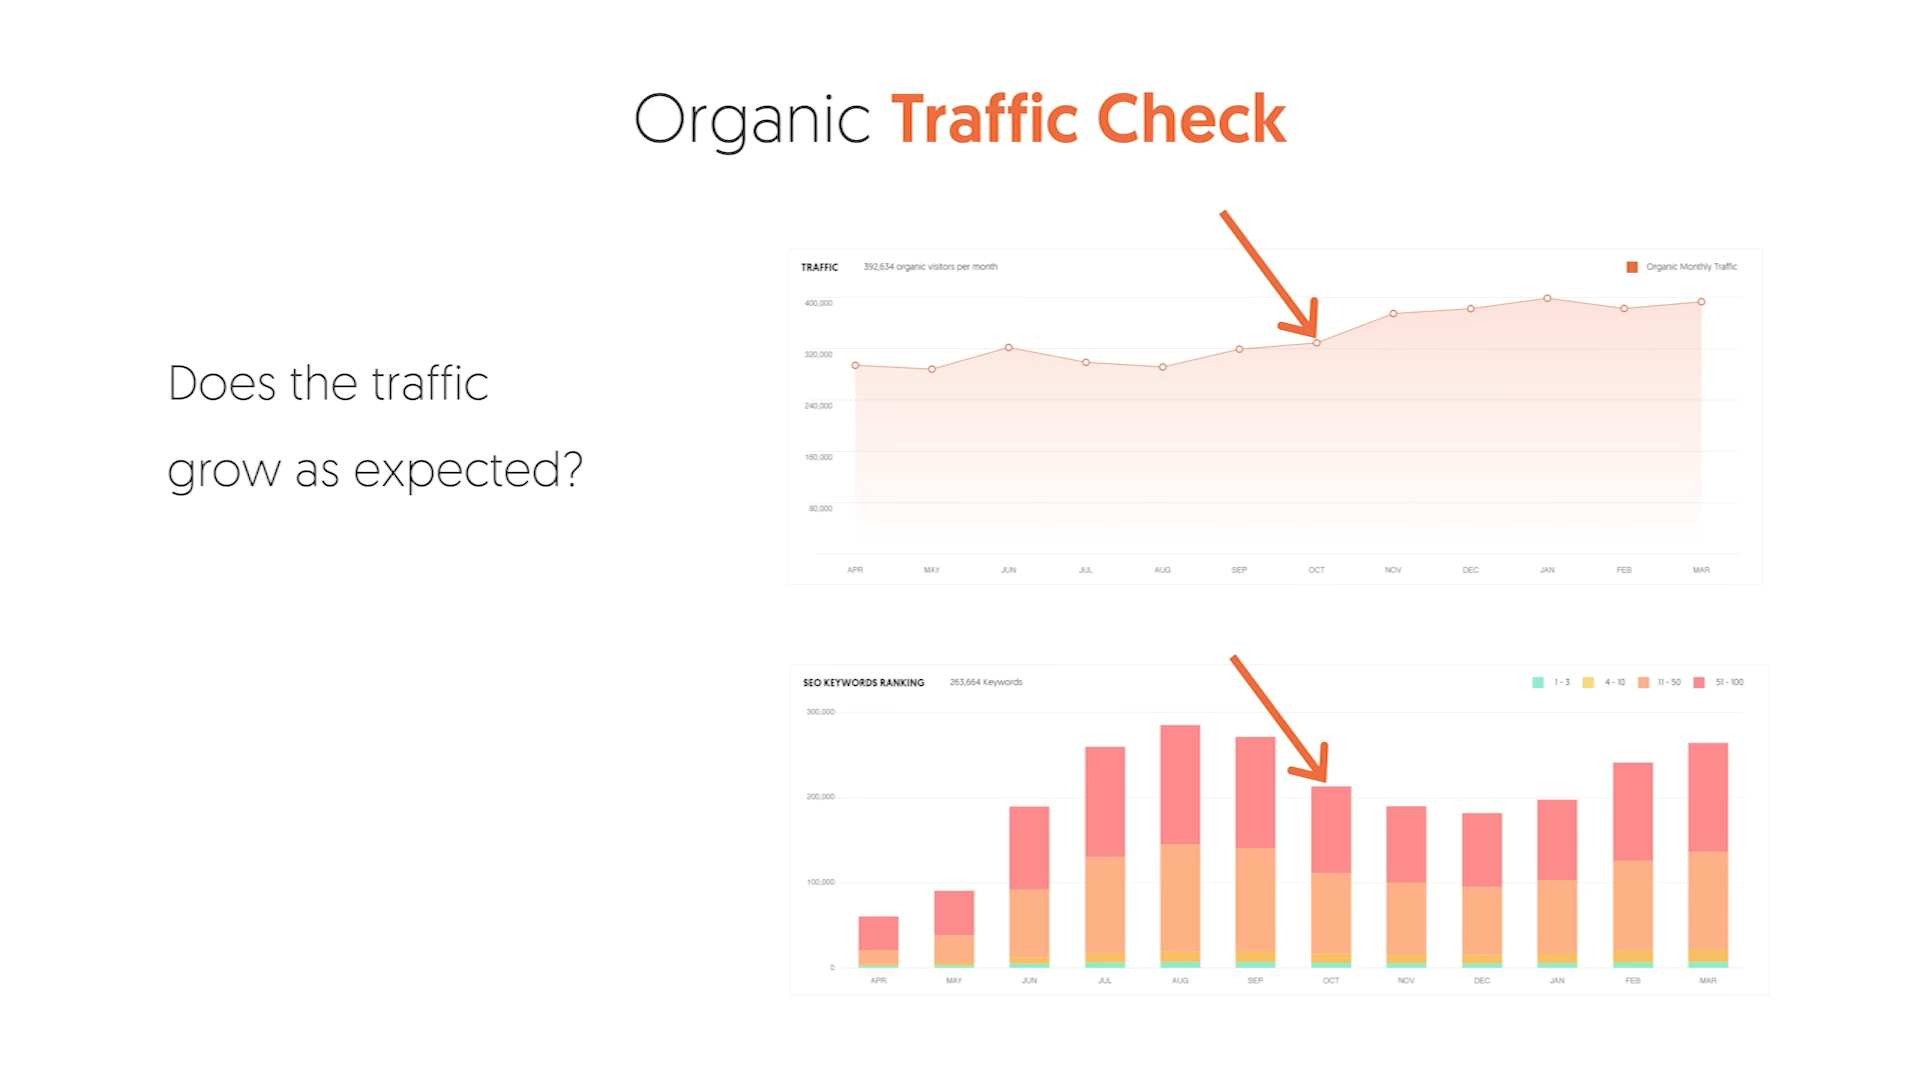 Organic Traffic Check
Does the traffic
grow as expected?
TRAFFIC 392,634 organic visitors per month
Organic Monthly Traffic
400,000
320,000
240,000
160,000
80,000
APR MAY JUN JUL AUG SEP OCT NOV DEC JAN FEB MAR
SEO KEYWORDS RANKING 263,664 Keywords
1 - 3 4 - 10 11 - 50 51 - 100
300,000
200,000
100,000
0
APR MAY JUN JUL AUG SEP OCT NOV DEC JAN FEB MAR